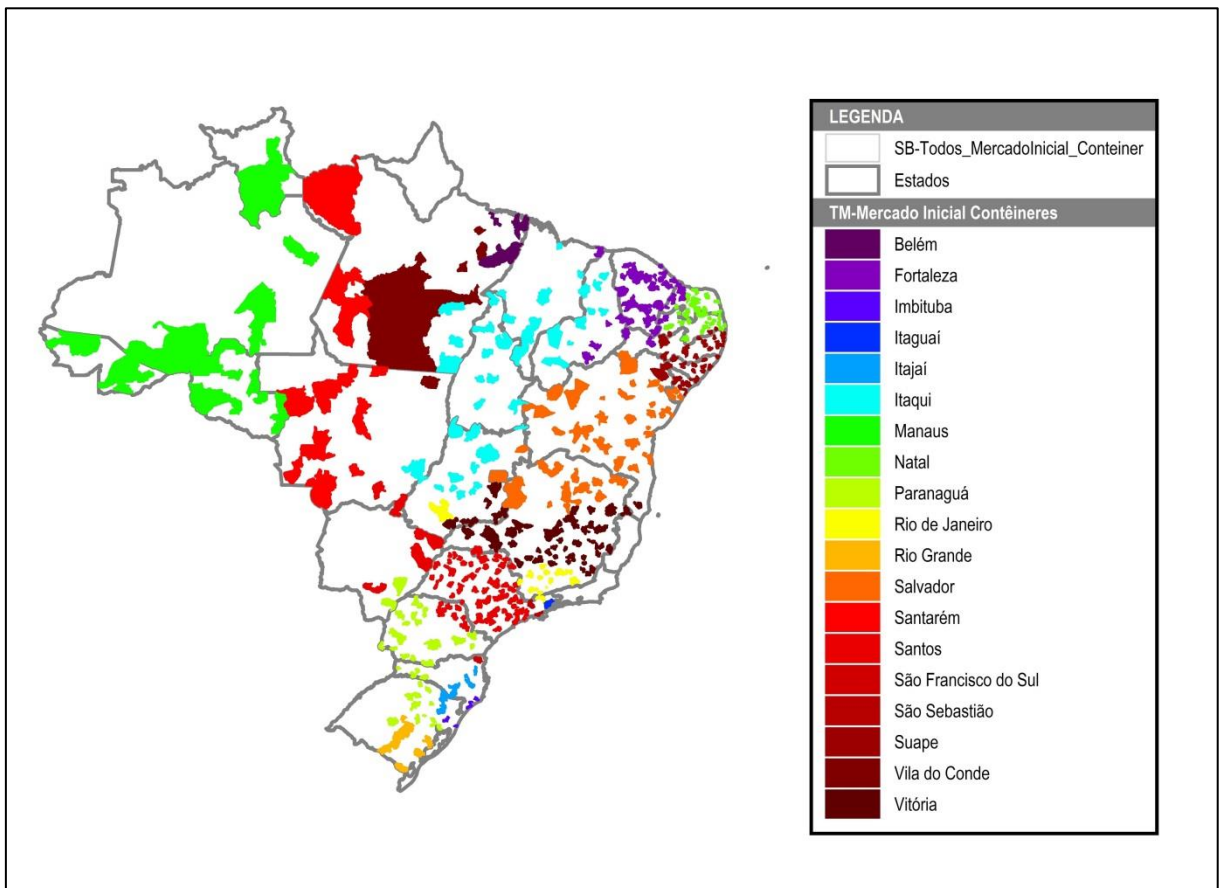 LEGENDA
SB-Todos_MercadoInicial_Conteiner
Estados
TM-Mercado Inicial Contêineres
Belém
Fortaleza
Imbituba
Itaguaí
Itajaí
Itaqui
Manaus
Natal
Paranaguá
Rio de Janeiro
Rio Grande
Salvador
Santarém
Santos
São Francisco do Sul
São Sebastião
Suape
Vila do Conde
Vitória